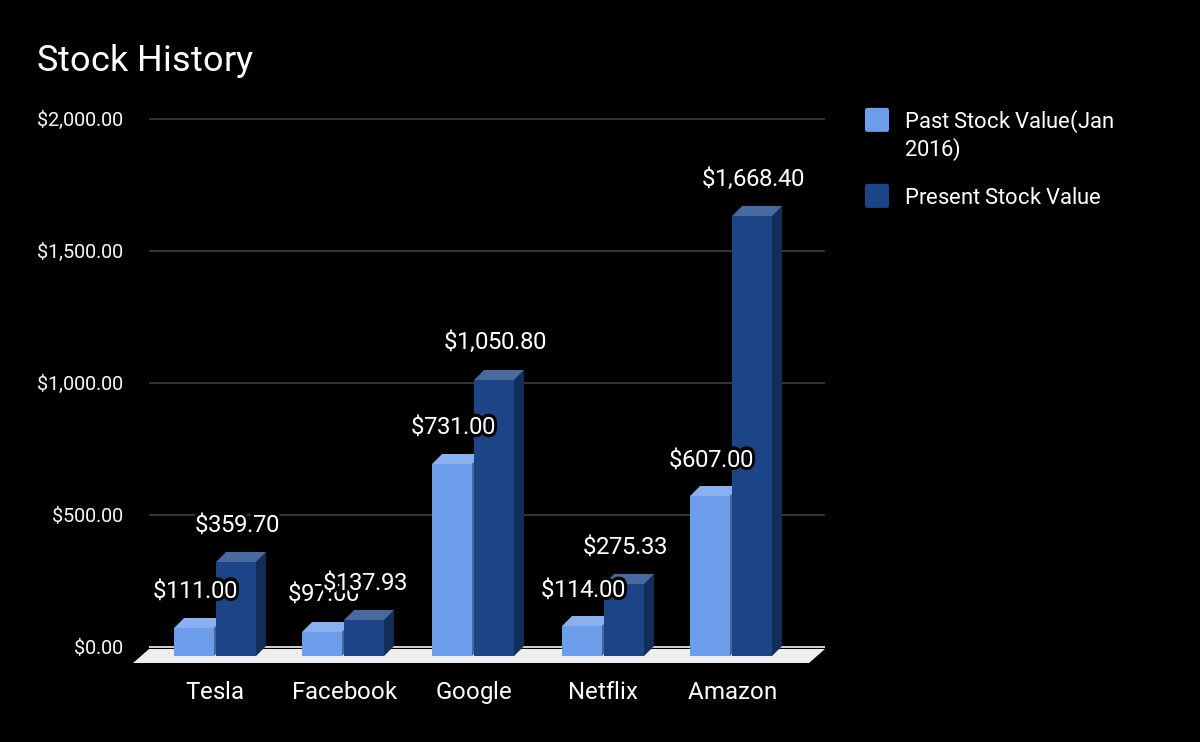 Stock History
$2,000.00
$1,500.00
$1,000.00
$500.00
$0.00
Past Stock Value(Jan
2016)
Present Stock Value
$1,668.40
$1,050.80
$731.00
$607.00
$359.70
$275.33
$111.00
$97.00
-$137.93
$114.00
Tesla
Facebook
Google
Netflix
Amazon